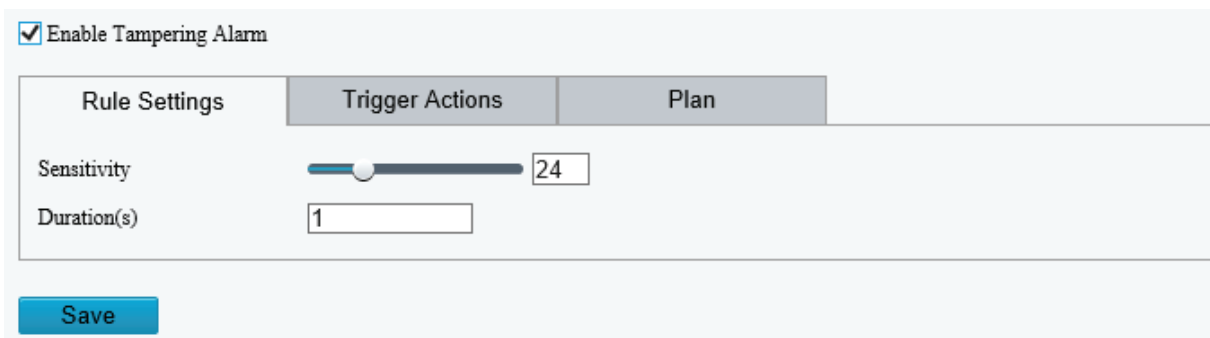 Enable Tampering Alarm
Rule Settings Trigger Actions Plan
Sensitivity 24
Duration(s) 1
Save